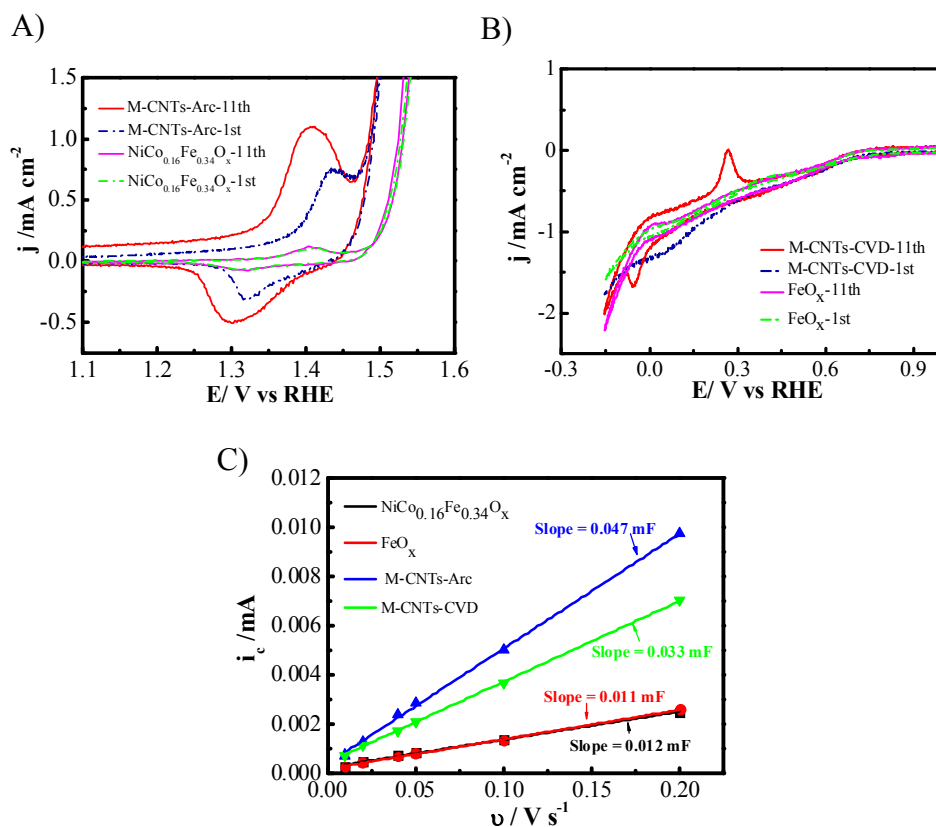 A)
1.5
1.0
0.5
0.0
-0.5
j /mA cm⁻²
M-CNTs-Arc-11th
M-CNTs-Arc-1st
NiCo₀.₁₆Fe₀.₃₄Oₓ-11th
NiCo₀.₁₆Fe₀.₃₄Oₓ-1st
1.1 1.2 1.3 1.4 1.5 1.6
E/ V vs RHE
B)
1
0
-1
-2
j /mA cm⁻²
M-CNTs-CVD-11th
M-CNTs-CVD-1st
FeOₓ-11th
FeOₓ-1st
-0.3 0.0 0.3 0.6 0.9
E/ V vs RHE
C)
0.012
0.010
0.008
0.006
0.004
0.002
0.000
i_c /mA
NiCo₀.₁₆Fe₀.₃₄Oₓ
FeOₓ
M-CNTs-Arc
M-CNTs-CVD
Slope = 0.047 mF
Slope = 0.033 mF
Slope = 0.011 mF
Slope = 0.012 mF
0.00 0.05 0.10 0.15 0.20
υ / V s⁻¹